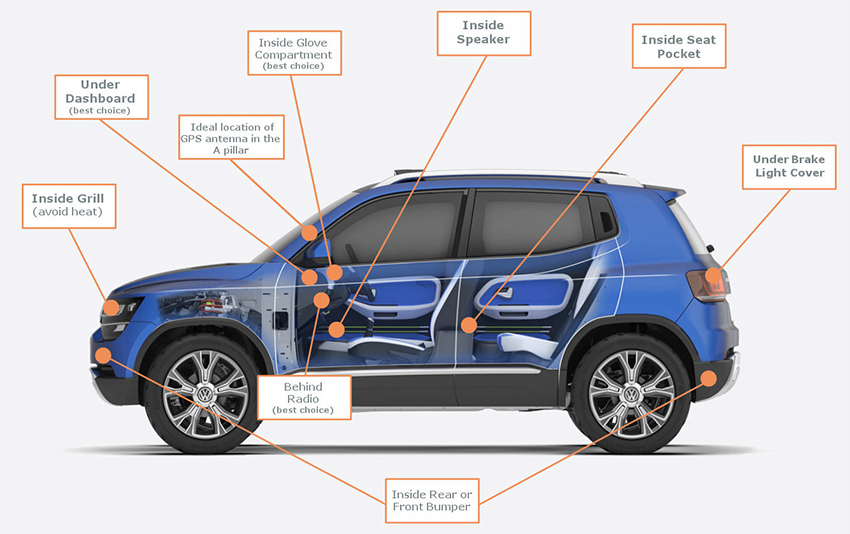 Inside
Speaker
Inside Glove
Compartment
(best choice)
Inside Seat
Pocket
Under
Dashboard
(best choice)
Ideal location of
GPS antenna in the
A pillar
Under Brake
Light Cover
Inside Grill
(avoid heat)
Behind
Radio
(best choice)
Inside Rear or
Front Bumper